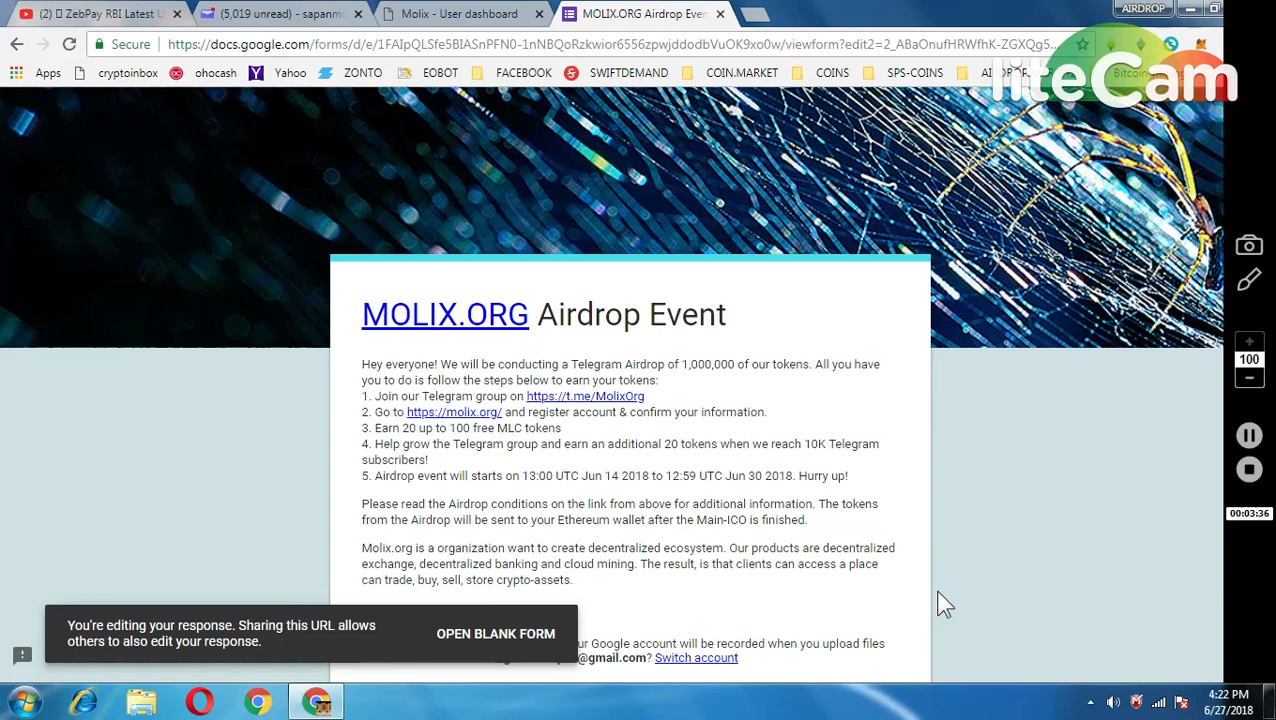 (2) ZebPay RBI Latest U
(5,019 unread) sapanm
Molix - User dashboard
MOLIX.ORG Airdrop Even
AIRDROP
Secure
https://docs.google.com/forms/d/e/1FAIpQLSfe5BIASnPFN0-1nNBQoRzkwior6556zpwjddodbVuOK9xo0w/viewform?edit2=2_ABaOnufHRWfhK-ZGXQg5...
Apps
cryptoinbox
ohocash
Yahoo
EOBOT
FACEBOOK
SWIFTDEMAND
COIN.MARKET
COINS
GPS-COINS
liteCam
MOLIX.ORG Airdrop Event
Hey everyone! We will be conducting a Telegram Airdrop of 1,000,000 of our tokens. All you have
you to do is follow the steps below to earn your tokens:
1. Join our Telegram group on https://t.me/MolixOrg
2. Go to https://molix.org/ and register account & confirm your information.
3. Earn 20 up to 100 free MLC tokens
4. Help grow the Telegram group and earn an additional 20 tokens when we reach 10K Telegram
subscribers!
5. Airdrop event will starts on 13:00 UTC Jun 14 2018 to 12:59 UTC Jun 30 2018. Hurry up!
Please read the Airdrop conditions on the link from above for additional information. The tokens
from the Airdrop will be sent to your Ethereum wallet after the Main-ICO is finished.
Molix.org is a organization want to create decentralized ecosystem. Our products are decentralized
exchange, decentralized banking and cloud mining. The result, is that clients can access a place
can trade, buy, sell, store crypto-assets.
You're editing your response. Sharing this URL allows
others to also edit your response.
OPEN BLANK FORM
ur Google account will be recorded when you upload files
@gmail.com? Switch account
100
00:03:36
4:22 PM
6/27/2018